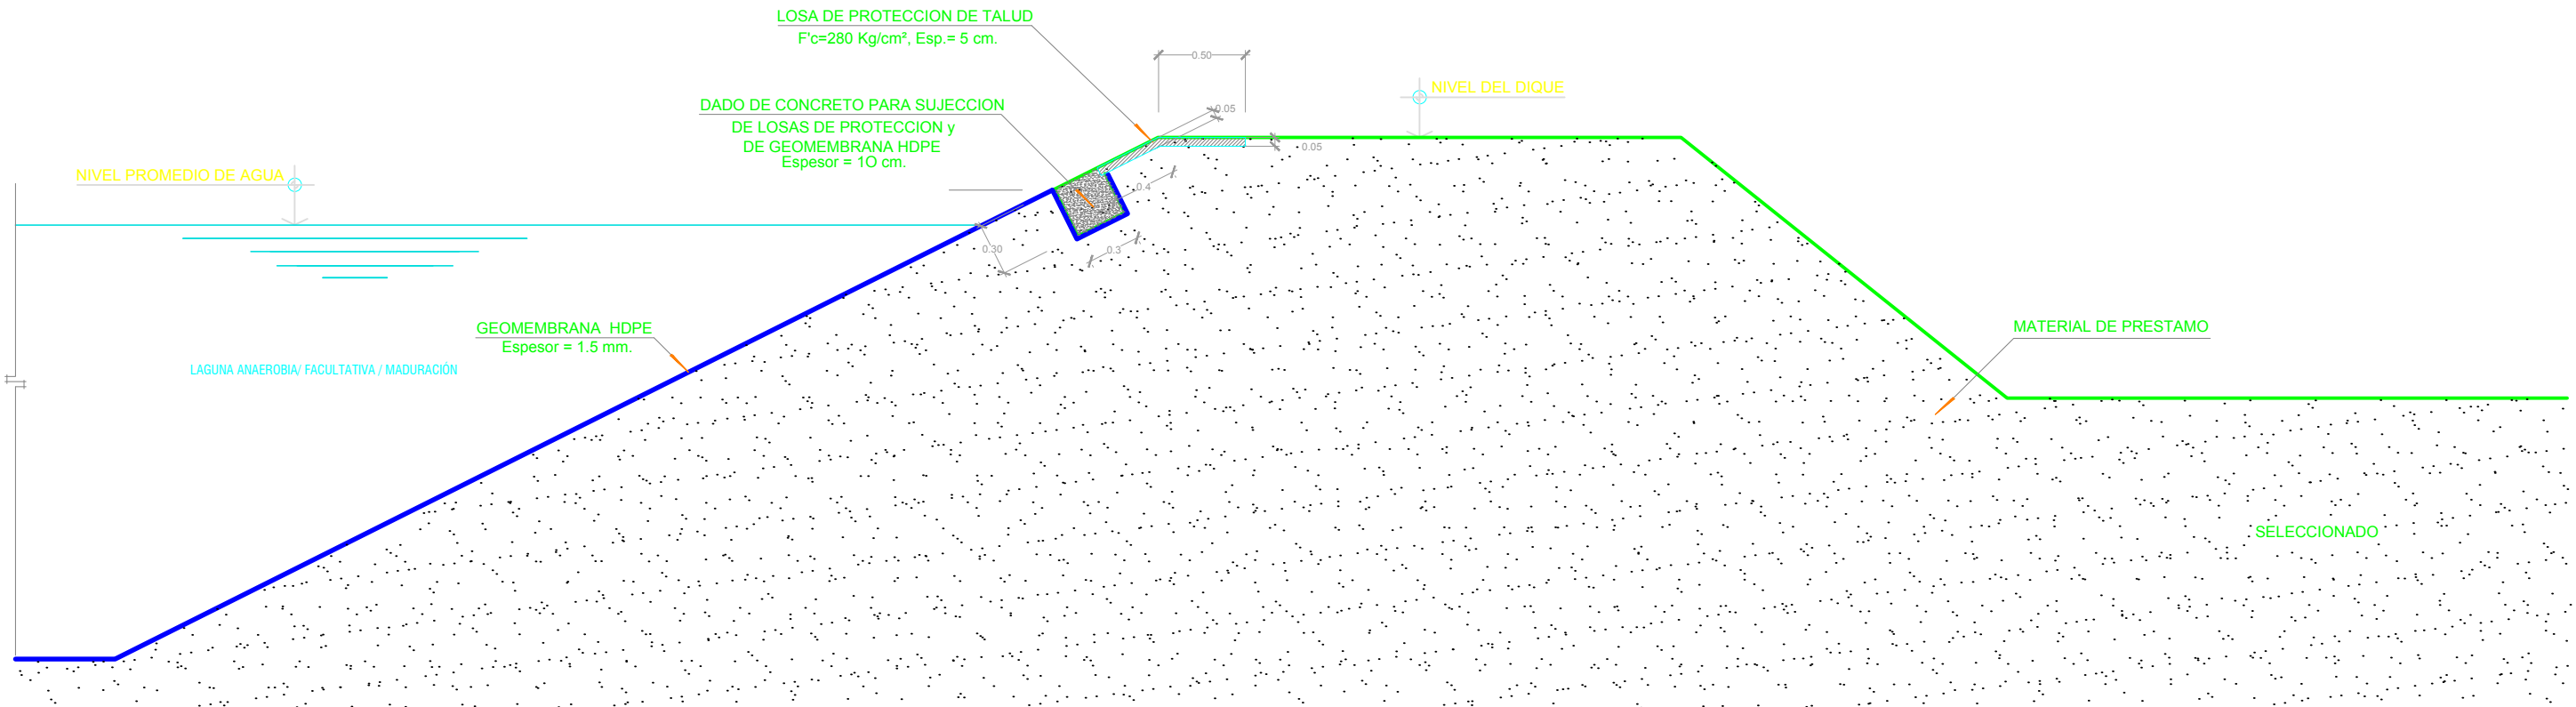 LOSA DE PROTECCION DE TALUD
F'c=280 Kg/cm², Esp.= 5 cm.
0.50
NIVEL DEL DIQUE
DADO DE CONCRETO PARA SUJECCION
DE LOSAS DE PROTECCION y
DE GEOMEMBRANA HDPE
Espesor = 1O cm.
0.05
0.05
NIVEL PROMEDIO DE AGUA
0.4
0.30
0.3
GEOMEMBRANA HDPE
Espesor = 1.5 mm.
MATERIAL DE PRESTAMO
LAGUNA ANAEROBIA/ FACULTATIVA / MADURACIÓN
SELECCIONADO